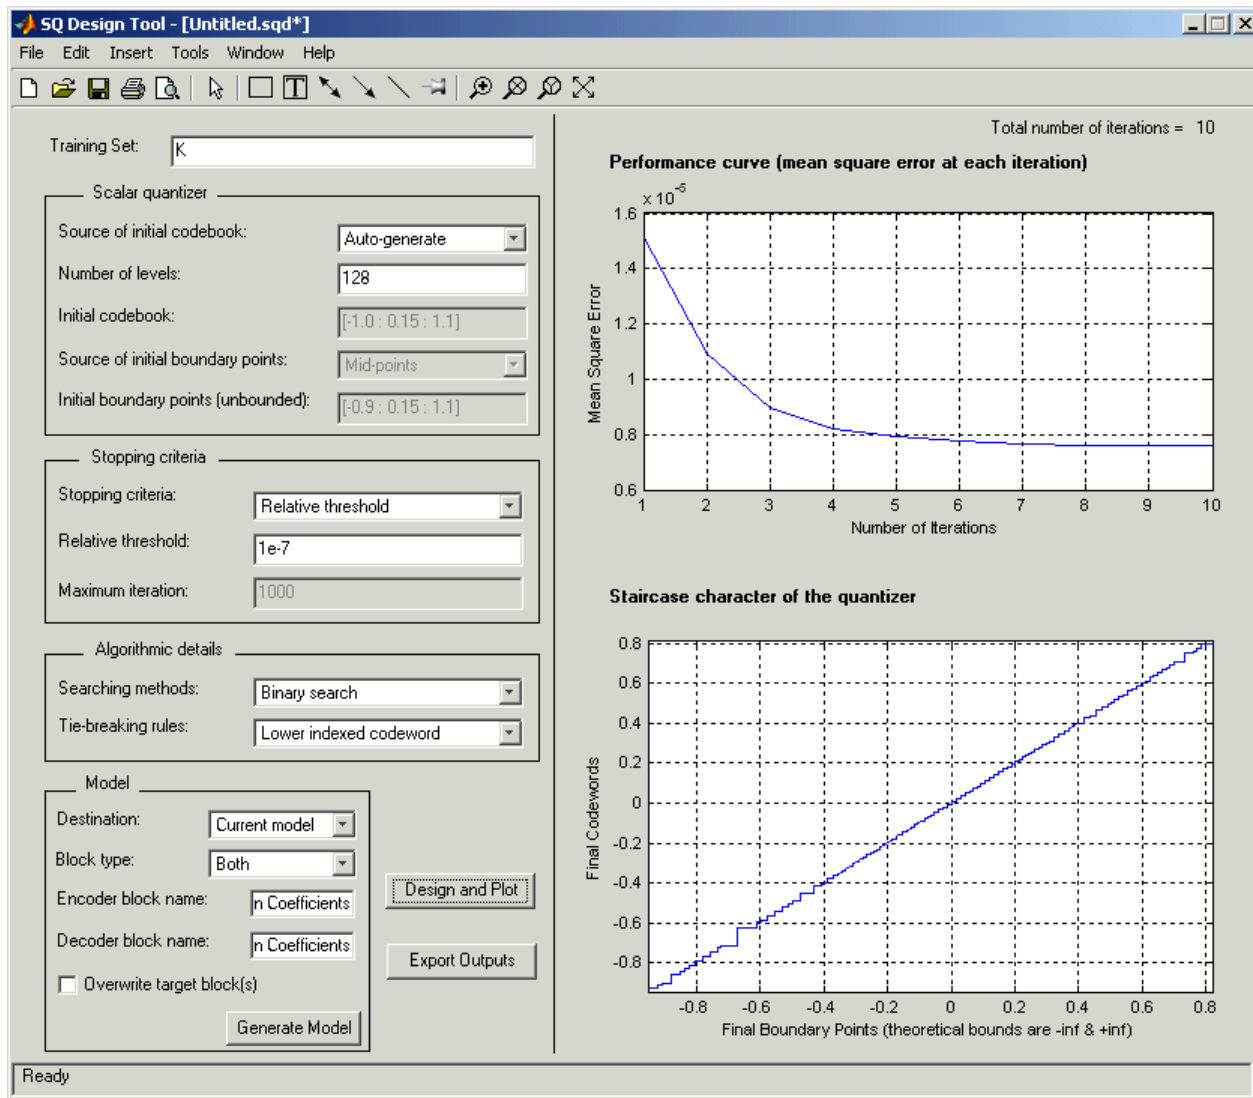 SQ Design Tool - [Untitled.sqd*]
File Edit Insert Tools Window Help
Training Set: K
Scalar quantizer
Source of initial codebook: Auto-generate
Number of levels: 128
Initial codebook: [-1.0 : 0.15 : 1.1]
Source of initial boundary points: Mid-points
Initial boundary points (unbounded): [-0.9 : 0.15 : 1.1]
Stopping criteria
Stopping criteria: Relative threshold
Relative threshold: 1e-7
Maximum iteration: 1000
Algorithmic details
Searching methods: Binary search
Tie-breaking rules: Lower indexed codeword
Model
Destination: Current model
Block type: Both
Encoder block name: n Coefficients
Decoder block name: n Coefficients
Overwrite target block(s)
Generate Model
Design and Plot
Export Outputs
Total number of iterations = 10
Performance curve (mean square error at each iteration)
x 10^-5
1.6
1.4
1.2
1
0.8
0.6
Mean Square Error
1 2 3 4 5 6 7 8 9 10
Number of Iterations
Staircase character of the quantizer
0.8
0.6
0.4
0.2
0
-0.2
-0.4
-0.6
-0.8
Final Codewords
-0.8 -0.6 -0.4 -0.2 0 0.2 0.4 0.6 0.8
Final Boundary Points (theoretical bounds are -inf & +inf)
Ready